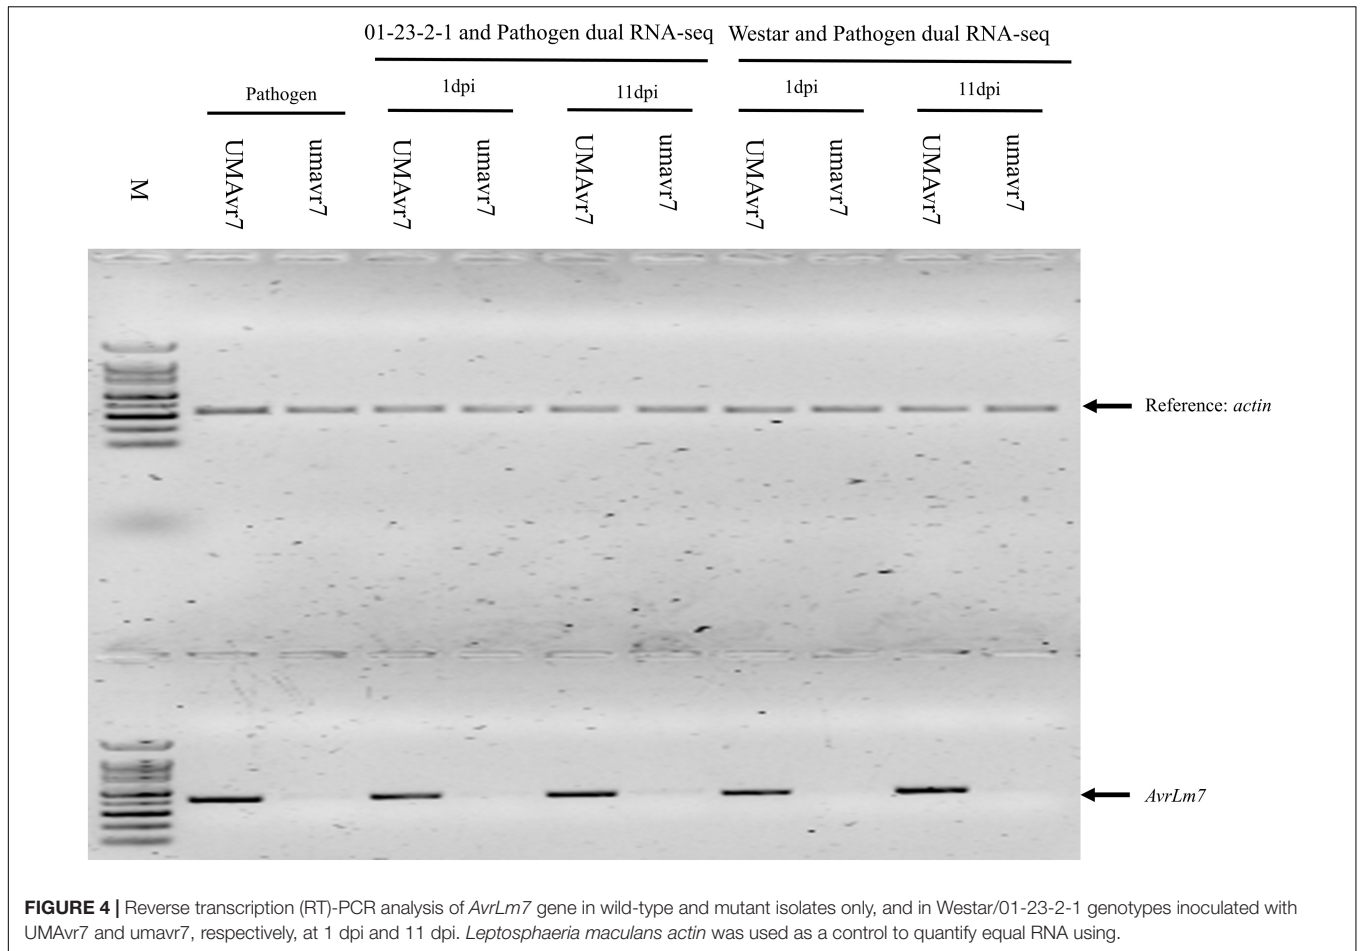 01-23-2-1 and Pathogen dual RNA-seq Westar and Pathogen dual RNA-seq
Pathogen 1dpi 11dpi 1dpi 11dpi
M UMAvr7 umavr7 UMAvr7 umavr7 UMAvr7 umavr7 UMAvr7 umavr7 UMAvr7 umavr7
Reference: actin
AvrLm7
FIGURE 4 | Reverse transcription (RT)-PCR analysis of AvrLm7 gene in wild-type and mutant isolates only, and in Westar/01-23-2-1 genotypes inoculated with
UMAvr7 and umavr7, respectively, at 1 dpi and 11 dpi. Leptosphaeria maculans actin was used as a control to quantify equal RNA using.